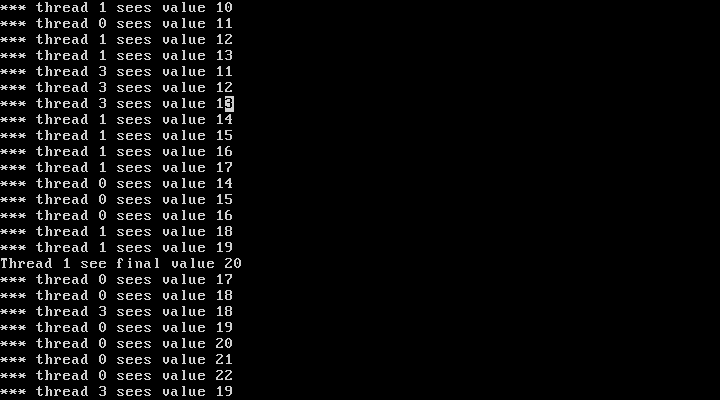 *** thread 1 sees value 10
*** thread 0 sees value 11
*** thread 1 sees value 12
*** thread 1 sees value 13
*** thread 3 sees value 11
*** thread 3 sees value 12
*** thread 3 sees value 13
*** thread 1 sees value 14
*** thread 1 sees value 15
*** thread 1 sees value 16
*** thread 1 sees value 17
*** thread 0 sees value 14
*** thread 0 sees value 15
*** thread 0 sees value 16
*** thread 1 sees value 18
*** thread 1 sees value 19
Thread 1 see final value 20
*** thread 0 sees value 17
*** thread 0 sees value 18
*** thread 3 sees value 18
*** thread 0 sees value 19
*** thread 0 sees value 20
*** thread 0 sees value 21
*** thread 0 sees value 22
*** thread 3 sees value 19